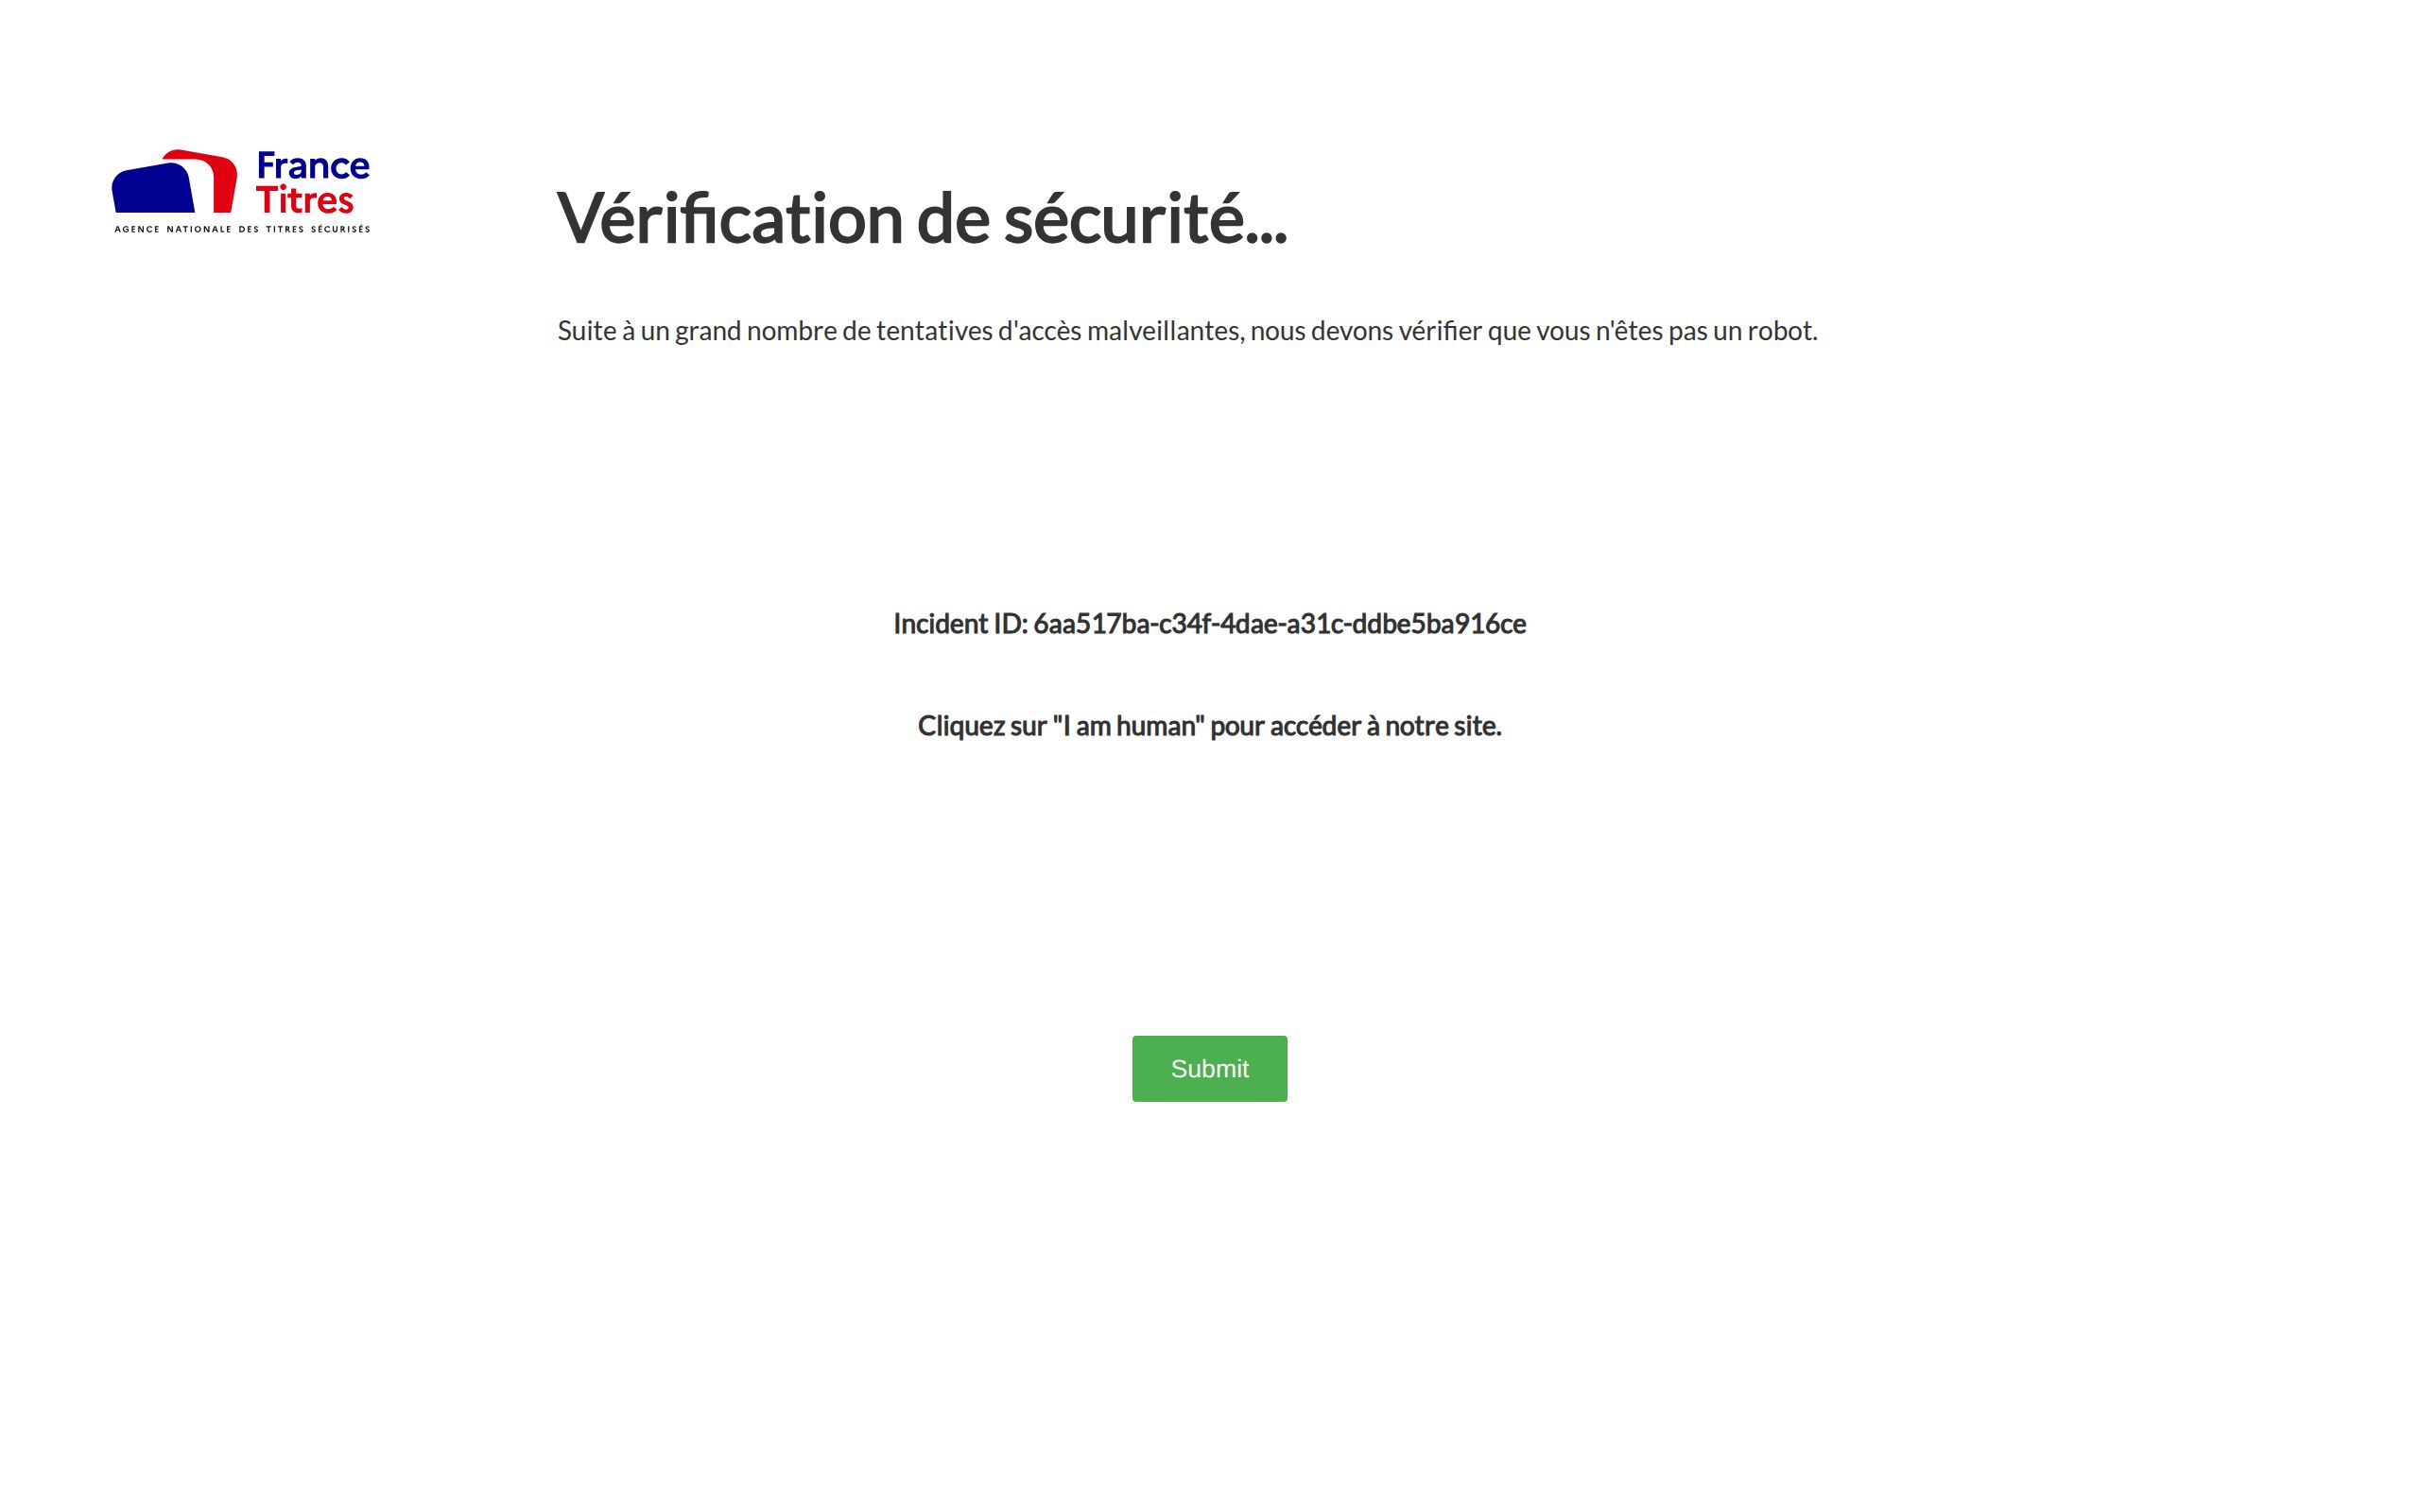 France
Titres
AGENCE NATIONALE DES TITRES SÉCURISÉS
Vérification de sécurité...
Suite à un grand nombre de tentatives d'accès malveillantes, nous devons vérifier que vous n'êtes pas un robot.
Incident ID: 6aa517ba-c34f-4dae-a31c-ddbe5ba916ce
Cliquez sur "I am human" pour accéder à notre site.
Submit